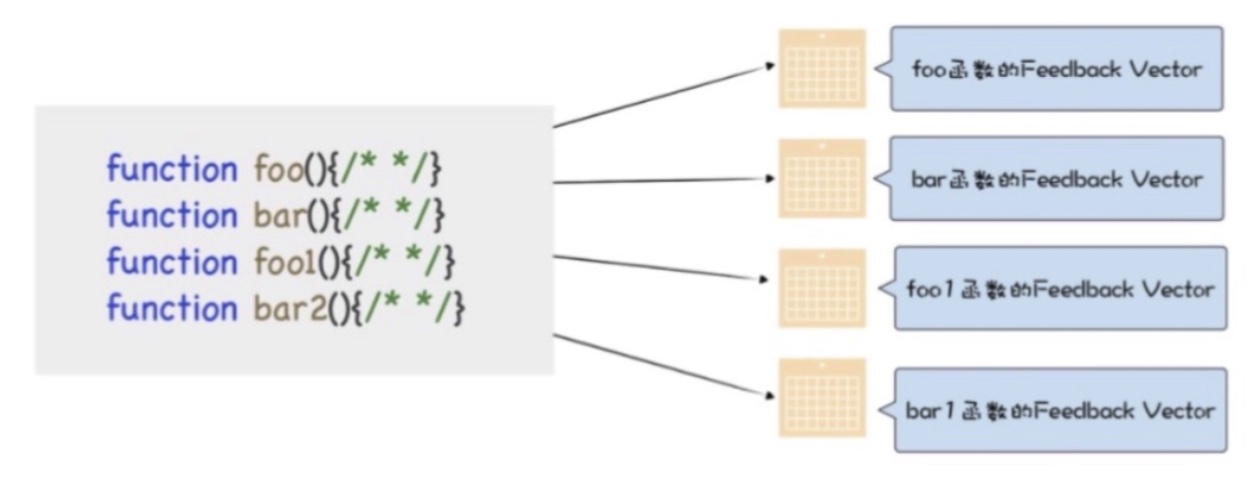 function foo(){/* */}
function bar(){/* */}
function foo1(){/* */}
function bar2(){/* */}
foo函数的Feedback Vector
bar函数的Feedback Vector
foo1函数的Feedback Vector
bar1函数的Feedback Vector